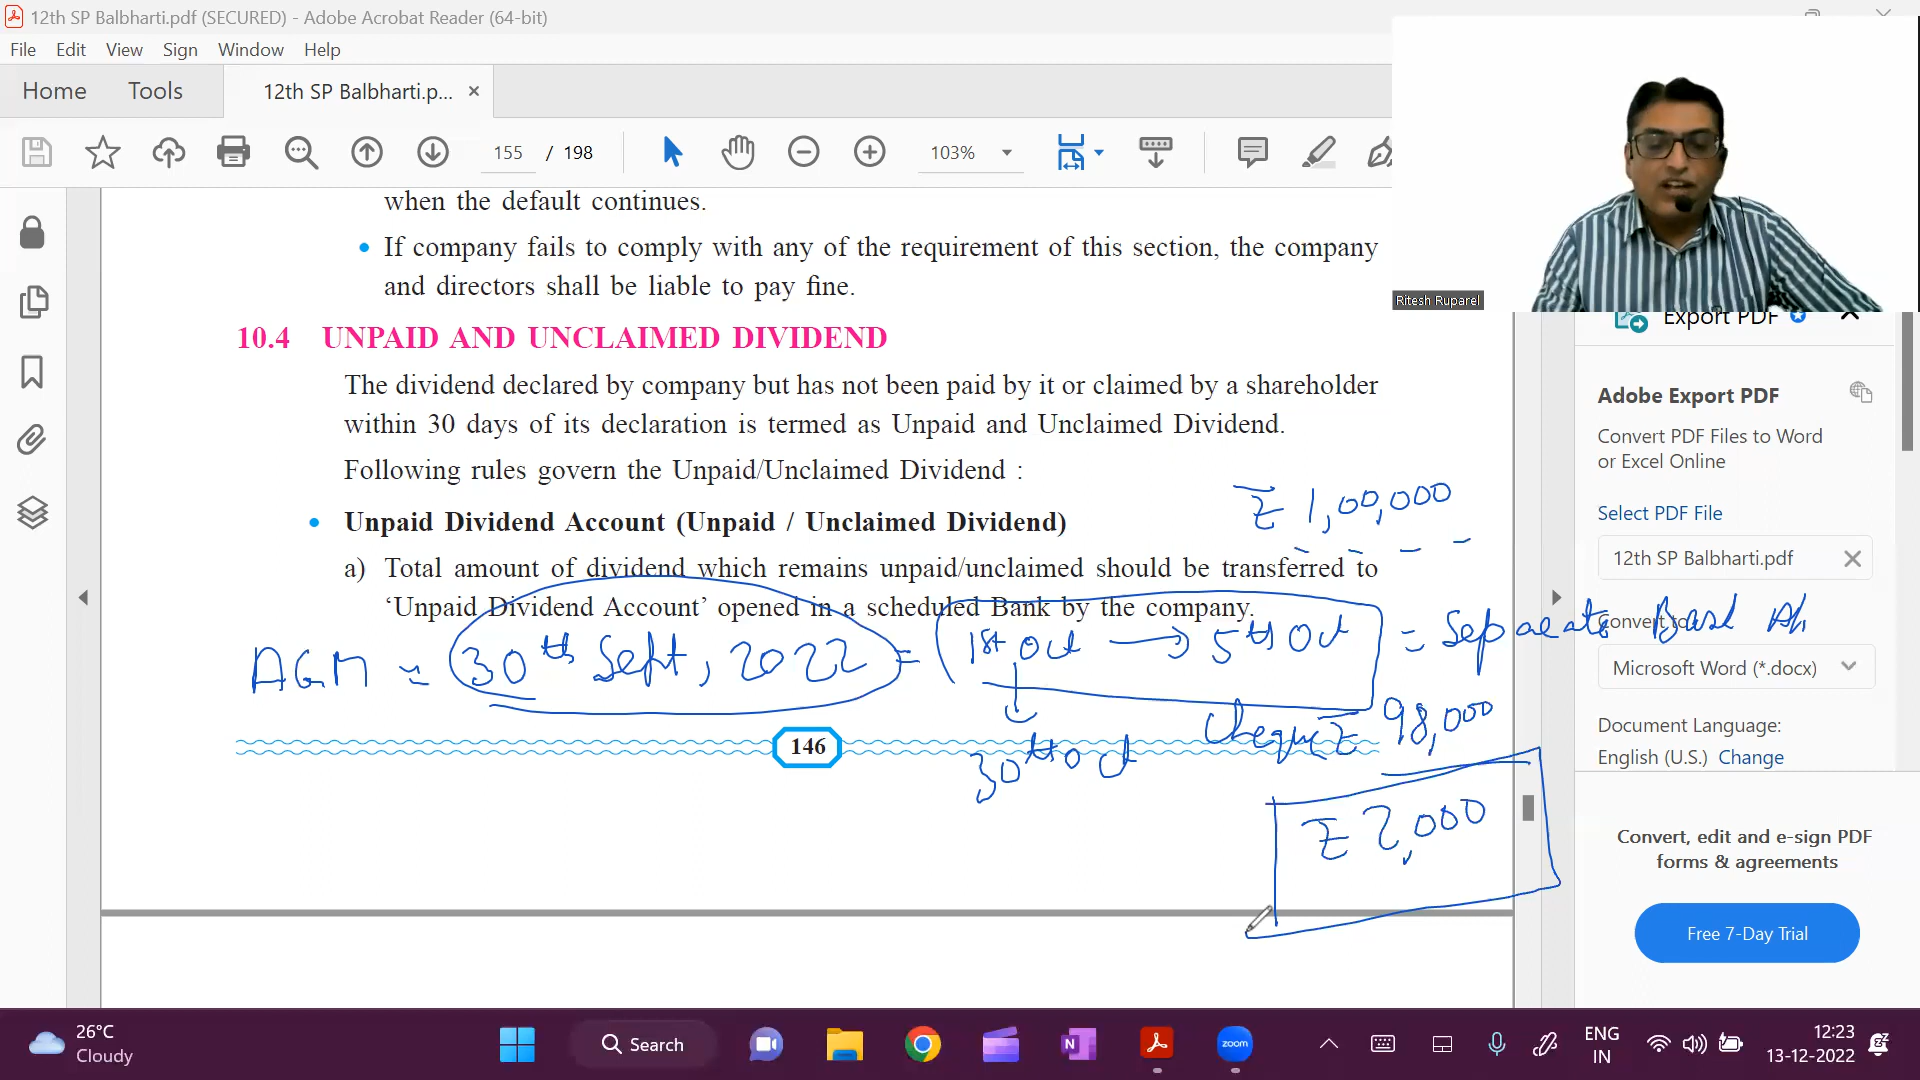 12th SP Balbharti.pdf (SECURED) - Adobe Acrobat Reader (64-bit)
File Edit View Sign Window Help
Home Tools 12th SP Balbharti.p... ×
155 / 198 103%
when the default continues.
• If company fails to comply with any of the requirement of this section, the company
and directors shall be liable to pay fine.
Ritesh Ruparel
10.4 UNPAID AND UNCLAIMED DIVIDEND
The dividend declared by company but has not been paid by it or claimed by a shareholder
within 30 days of its declaration is termed as Unpaid and Unclaimed Dividend.
Following rules govern the Unpaid/Unclaimed Dividend :
₹ 1,00,000
• Unpaid Dividend Account (Unpaid / Unclaimed Dividend)
a) Total amount of dividend which remains unpaid/unclaimed should be transferred to
‘Unpaid Dividend Account’ opened in a scheduled Bank by the company.
AGM = 30th Sept, 2022 = 1st Oct → 5th Oct = Separate Bank A/c
30th Oct
Cheque ₹ 98,000
₹ 2,000
146
Export PDF
Adobe Export PDF
Convert PDF Files to Word
or Excel Online
Select PDF File
12th SP Balbharti.pdf
Convert to
Microsoft Word (*.docx)
Document Language:
English (U.S.) Change
Convert, edit and e-sign PDF
forms & agreements
Free 7-Day Trial
26°C
Cloudy
Search
zoom
ENG
IN
12:23
13-12-2022